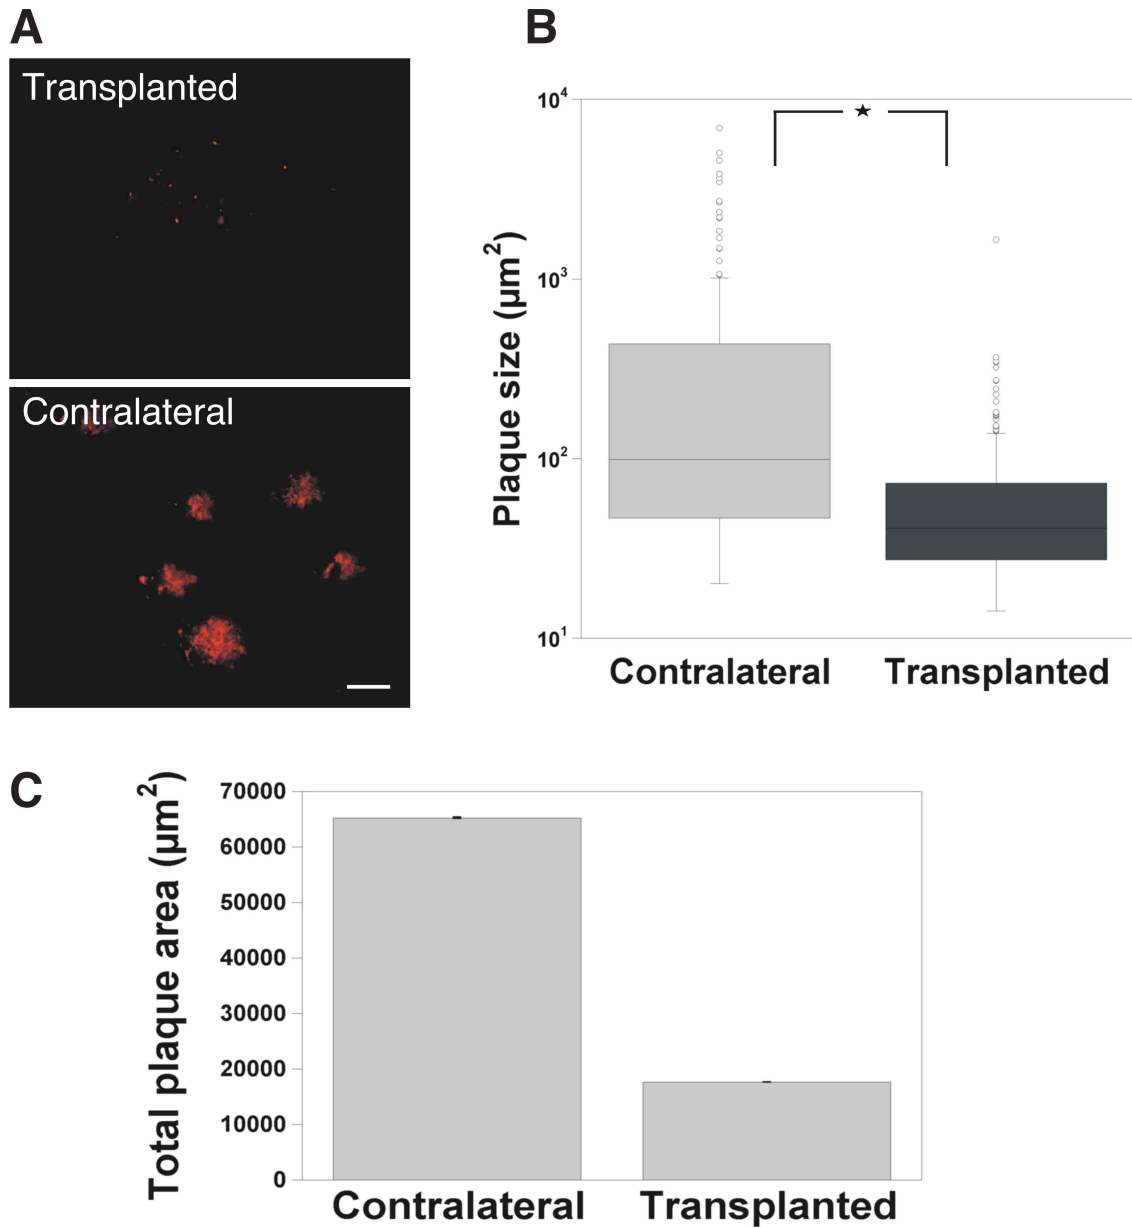 A
Transplanted
Contralateral
B
Plaque size (µm²)
10⁴
10³
10²
10¹
Contralateral
Transplanted
C
Total plaque area (µm²)
70000
60000
50000
40000
30000
20000
10000
0
Contralateral
Transplanted